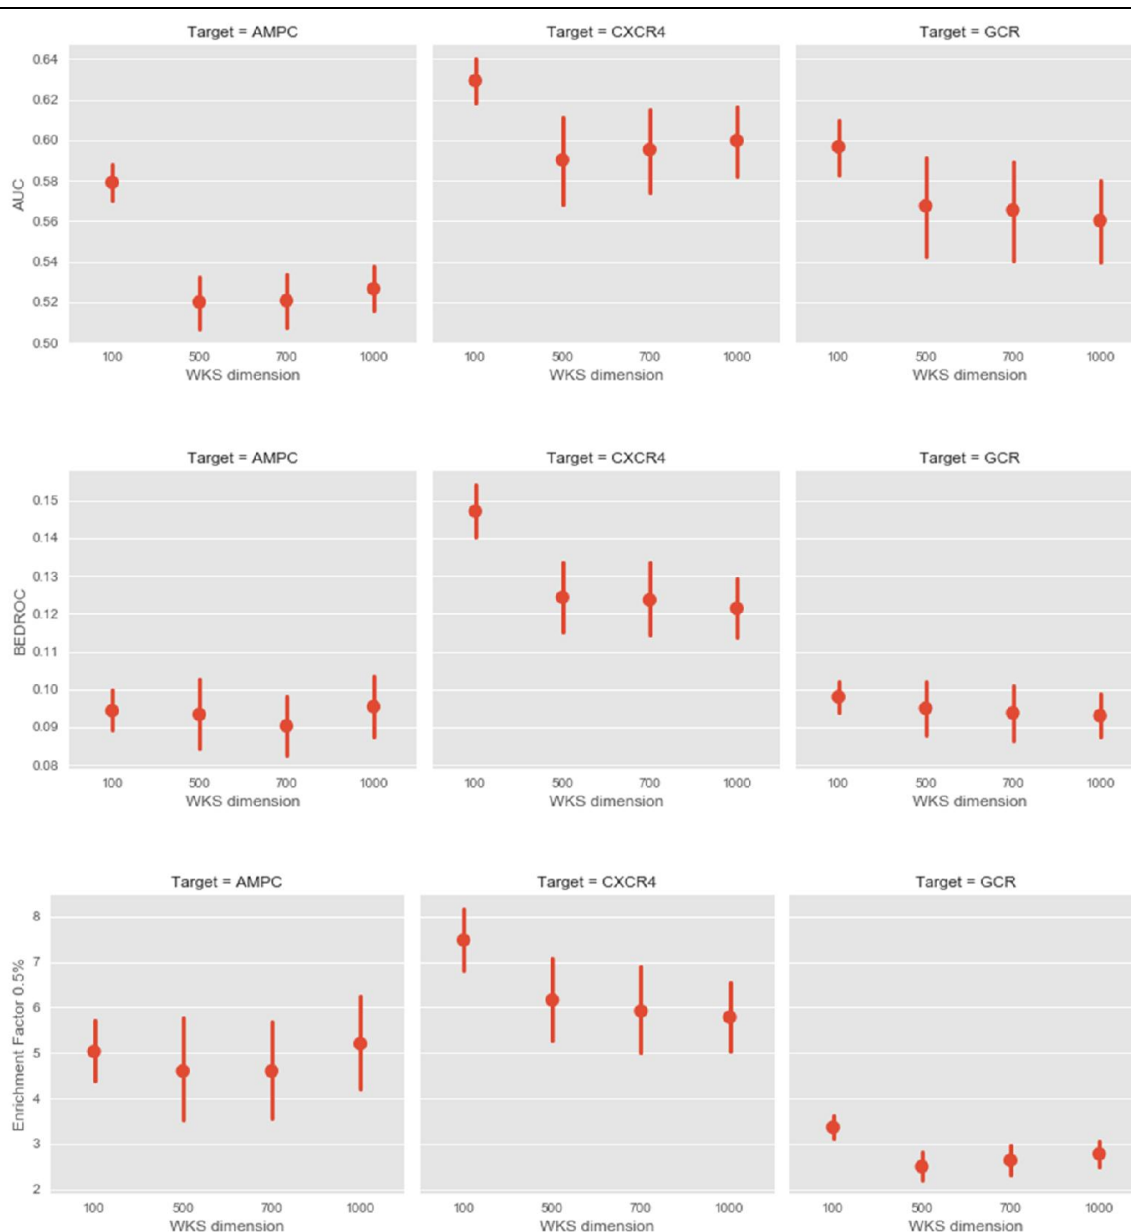 Target = AMPC Target = CXCR4 Target = GCR
0.64
0.62
0.60
0.58
0.56
0.54
0.52
0.50
AUC
100 500 700 1000 100 500 700 1000 100 500 700 1000
WKS dimension WKS dimension WKS dimension
Target = AMPC Target = CXCR4 Target = GCR
0.15
0.14
0.13
0.12
0.11
0.10
0.09
0.08
BEDROC
100 500 700 1000 100 500 700 1000 100 500 700 1000
WKS dimension WKS dimension WKS dimension
Target = AMPC Target = CXCR4 Target = GCR
8
7
6
5
4
3
2
Enrichment Factor 0.5%
100 500 700 1000 100 500 700 1000 100 500 700 1000
WKS dimension WKS dimension WKS dimension